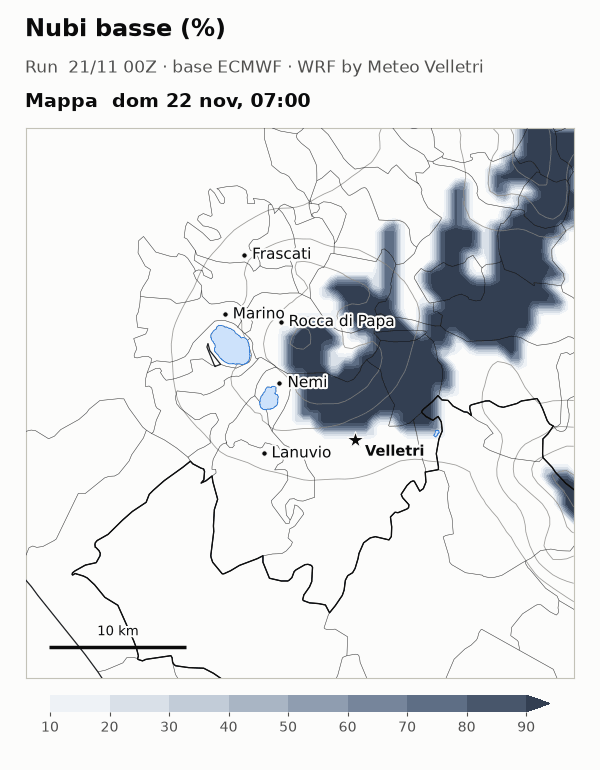 Nubi basse (%)
Run  21/11 00Z · base ECMWF · WRF by Meteo Velletri
Mappa  dom 22 nov, 07:00
Frascati
Marino
Rocca di Papa
Nemi
Velletri
Lanuvio
10 km
10 20 30 40 50 60 70 80 90